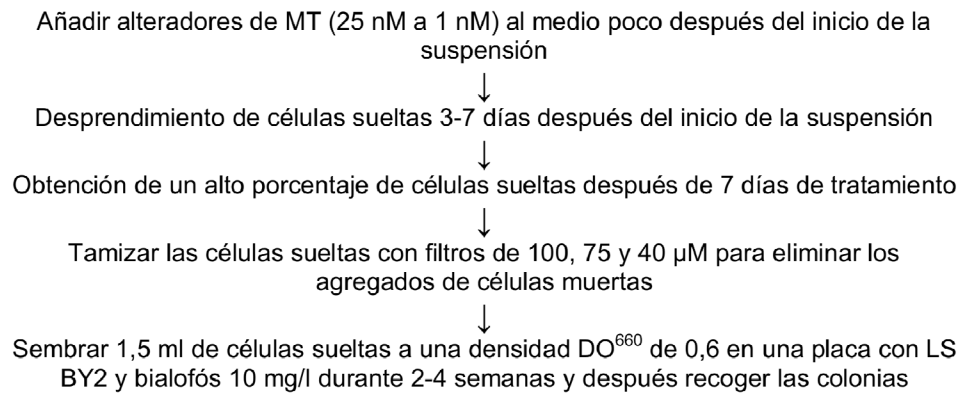 Añadir alteradores de MT (25 nM a 1 nM) al medio poco después del inicio de la
suspensión
↓
Desprendimiento de células sueltas 3-7 días después del inicio de la suspensión
↓
Obtención de un alto porcentaje de células sueltas después de 7 días de tratamiento
↓
Tamizar las células sueltas con filtros de 100, 75 y 40 µM para eliminar los
agregados de células muertas
↓
Sembrar 1,5 ml de células sueltas a una densidad DO⁶⁶⁰ de 0,6 en una placa con LS
BY2 y bialofós 10 mg/l durante 2-4 semanas y después recoger las colonias